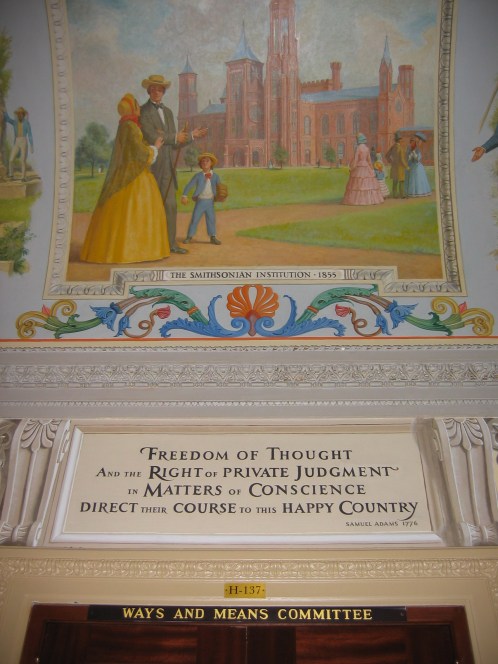 THE SMITHSONIAN INSTITUTION · 1855
FREEDOM OF THOUGHT
AND THE RIGHT OF PRIVATE JUDGMENT
IN MATTERS OF CONSCIENCE
DIRECT THEIR COURSE TO THIS HAPPY COUNTRY
SAMUEL ADAMS 1776
·H-137·
WAYS AND MEANS COMMITTEE